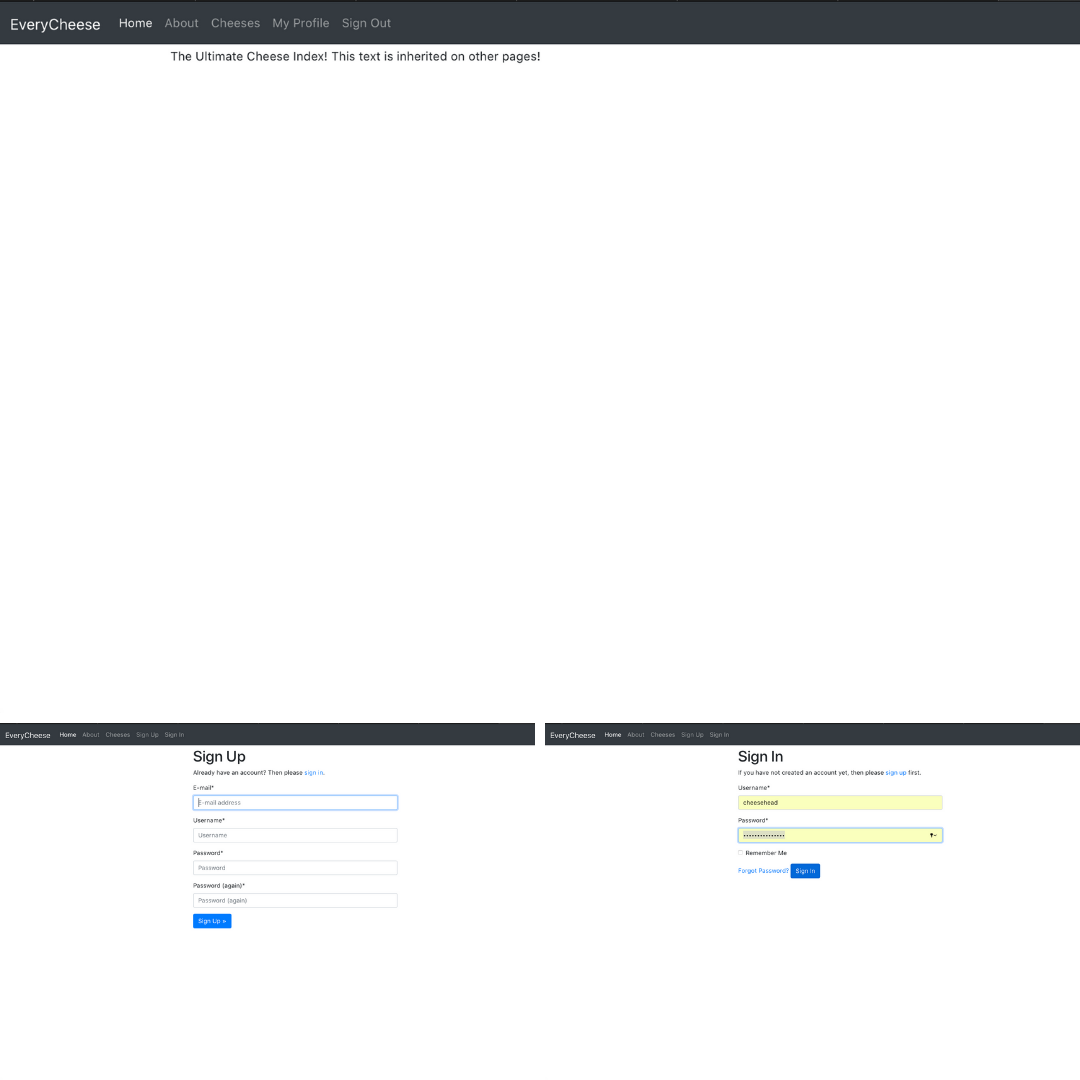 EveryCheese Home About Cheeses My Profile Sign Out
The Ultimate Cheese Index! This text is inherited on other pages!
EveryCheese Home About Cheeses Sign Up Sign In
Sign Up
Already have an account? Then please sign in.
E-mail*
E-mail address
Username*
Username
Password*
Password
Password (again)*
Password (again)
Sign Up »
EveryCheese Home About Cheeses Sign Up Sign In
Sign In
If you have not created an account yet, then please sign up first.
Username*
cheesehead
Password*
Remember Me
Forgot Password? Sign In